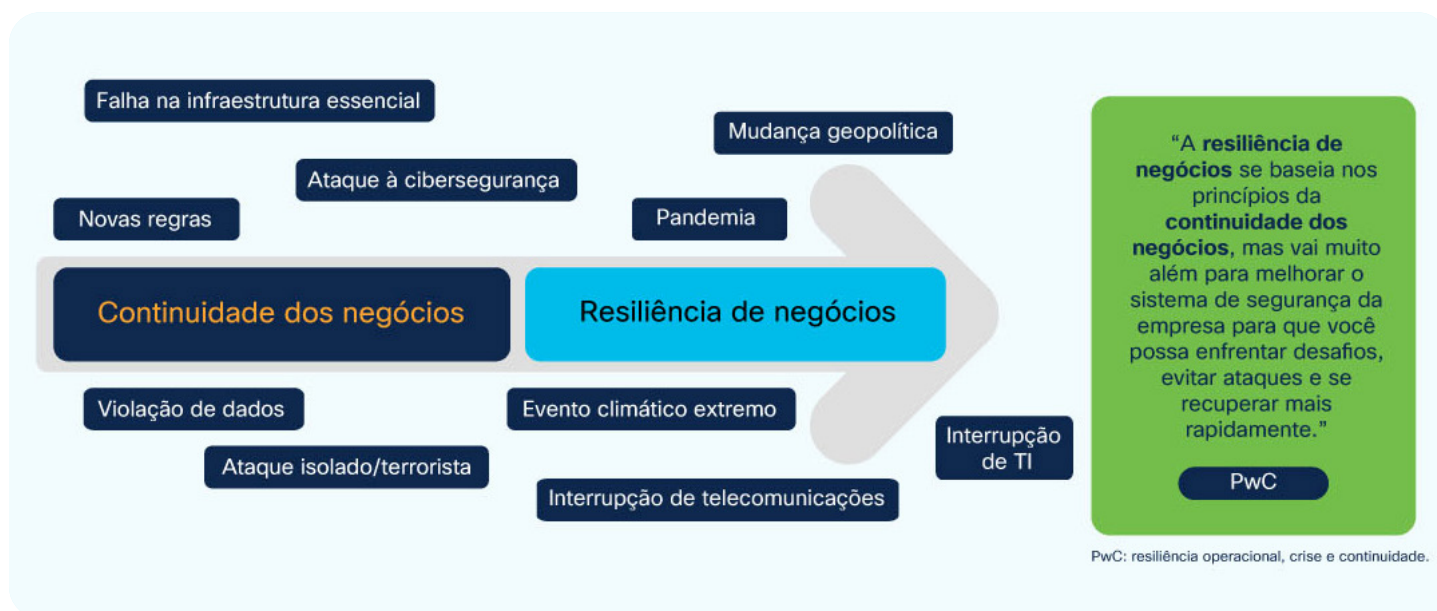 Falha na infraestrutura essencial
Mudança geopolítica
Ataque à cibersegurança
Novas regras
Pandemia
Continuidade dos negócios
Resiliência de negócios
Violação de dados
Evento climático extremo
Ataque isolado/terrorista
Interrupção
de TI
Interrupção de telecomunicações
“A resiliência de
negócios se baseia nos
princípios da
continuidade dos
negócios, mas vai muito
além para melhorar o
sistema de segurança da
empresa para que você
possa enfrentar desafios,
evitar ataques e se
recuperar mais
rapidamente.”
PwC
PwC: resiliência operacional, crise e continuidade.